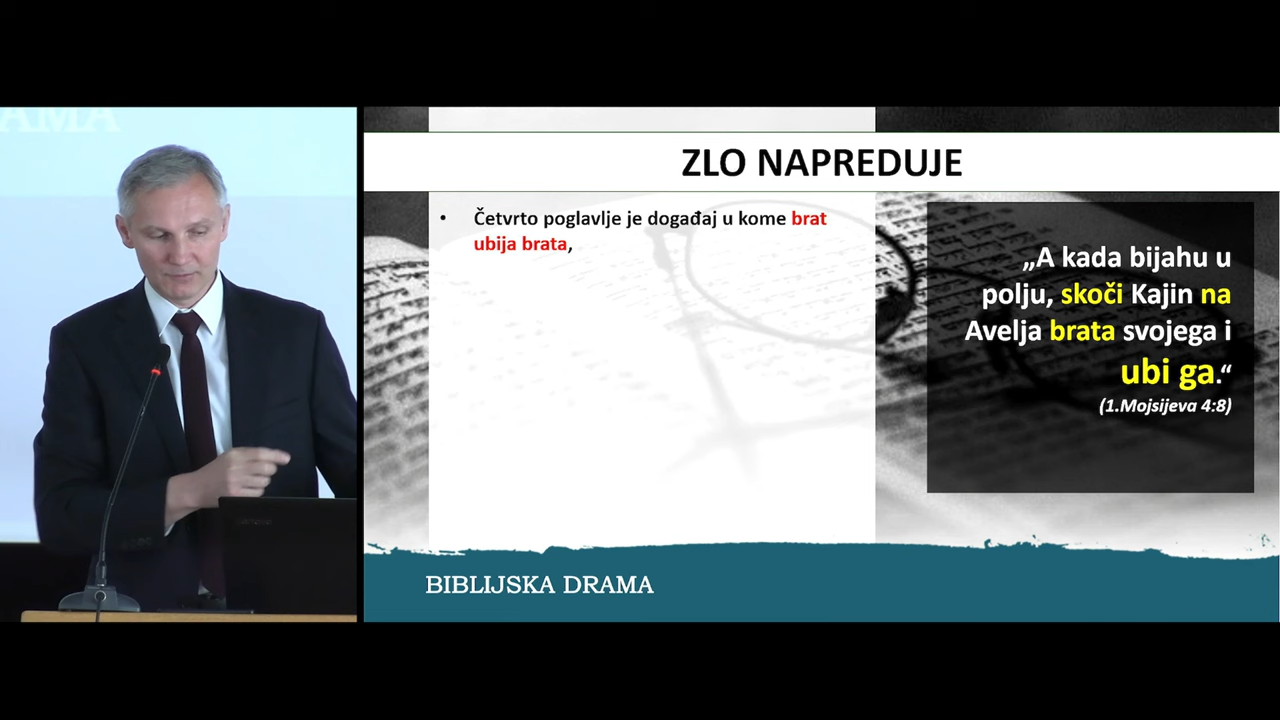 AMA
ZLO NAPREDUJE
• Četvrto poglavlje je događaj u kome brat
ubija brata,
„A kada bijahu u
polju, skoči Kajin na
Avelja brata svojega i
ubi ga.“
(1.Mojsijeva 4:8)
BIBLIJSKA DRAMA